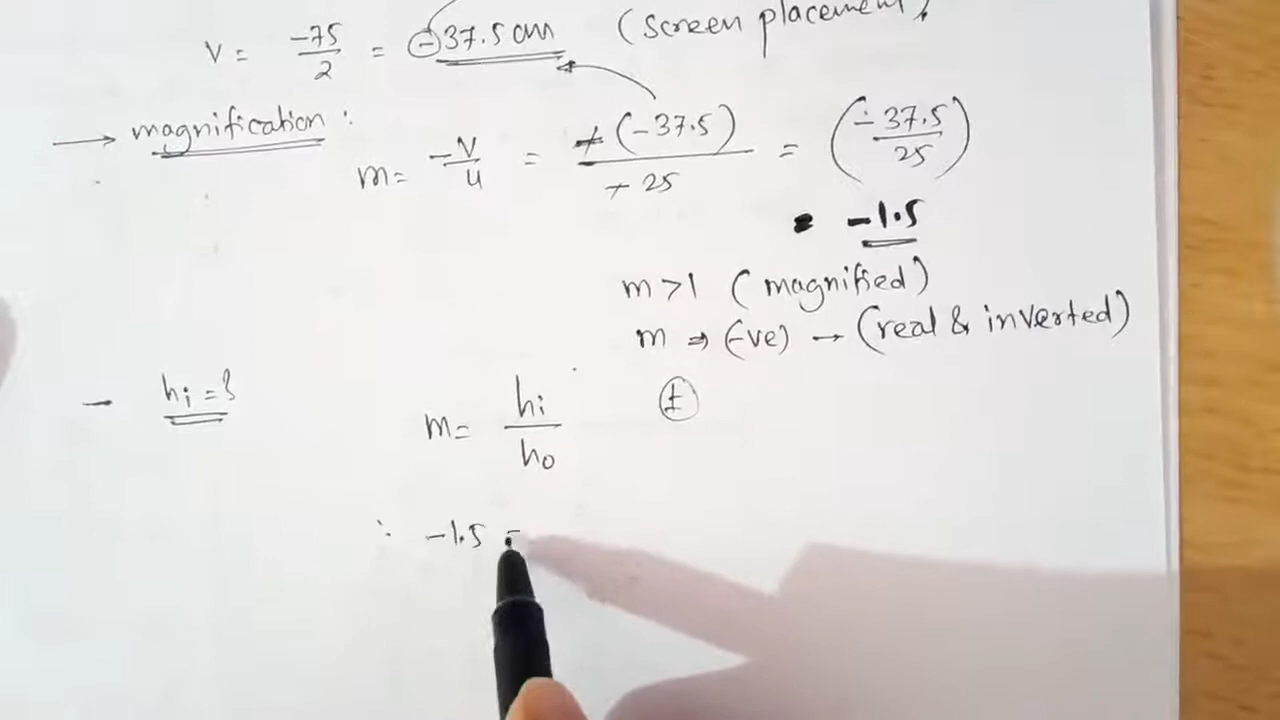 V = -75/2 = -37.5 cm (Screen placement)
→ magnification :
m = -V/u = +(-37.5)/+25 = (-37.5/25)
= -1.5
m>1 (magnified)
m ⇒ (-ve) → (real & inverted)
- hi = ?
m = hi/ho
∴ -1.5 =